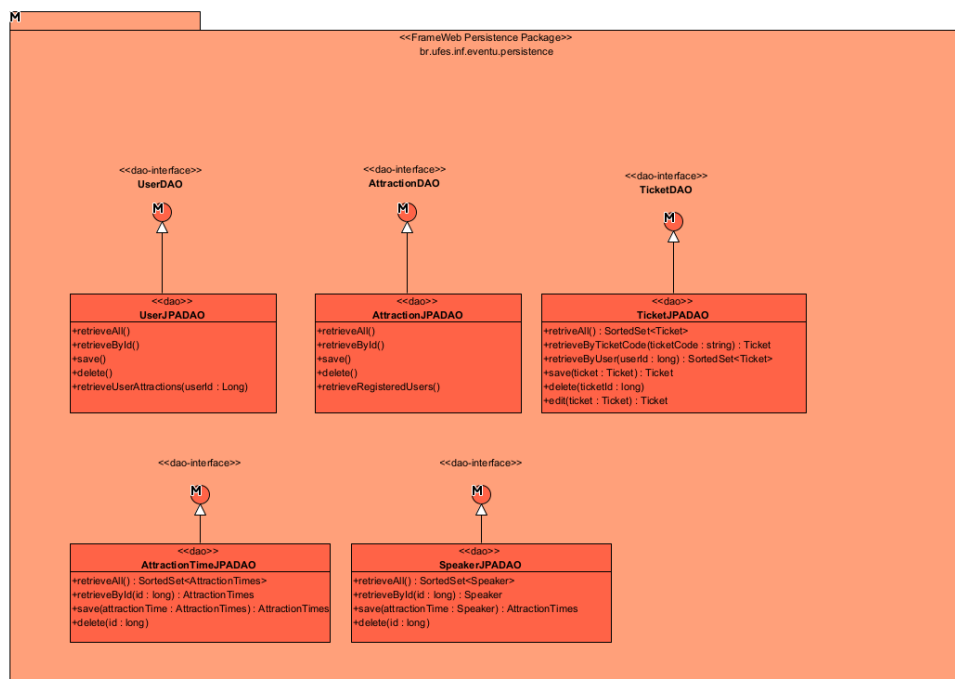 M
<<FrameWeb Persistence Package>>
br.ufes.inf.eventu.persistence
<<dao-interface>>
UserDAO
M
<<dao>>
UserJPADAO
+retrieveAll()
+retrieveById()
+save()
+delete()
+retrieveUserAttractions(userId : Long)
<<dao-interface>>
AttractionDAO
M
<<dao>>
AttractionJPADAO
+retrieveAll()
+retrieveById()
+save()
+delete()
+retrieveRegisteredUsers()
<<dao-interface>>
TicketDAO
M
<<dao>>
TicketJPADAO
+retriveAll() : SortedSet<Ticket>
+retrieveByTicketCode(ticketCode : string) : Ticket
+retrieveByUser(userId : long) : SortedSet<Ticket>
+save(ticket : Ticket) : Ticket
+delete(ticketId : long)
+edit(ticket : Ticket) : Ticket
<<dao-interface>>
M
<<dao>>
AttractionTimeJPADAO
+retrieveAll() : SortedSet<AttractionTimes>
+retrieveById(id : long) : AttractionTimes
+save(attractionTime : AttractionTimes) : AttractionTimes
+delete(id : long)
<<dao-interface>>
M
<<dao>>
SpeakerJPADAO
+retrieveAll() : SortedSet<Speaker>
+retrieveById(id : long) : Speaker
+save(attractionTime : Speaker) : AttractionTimes
+delete(id : long)